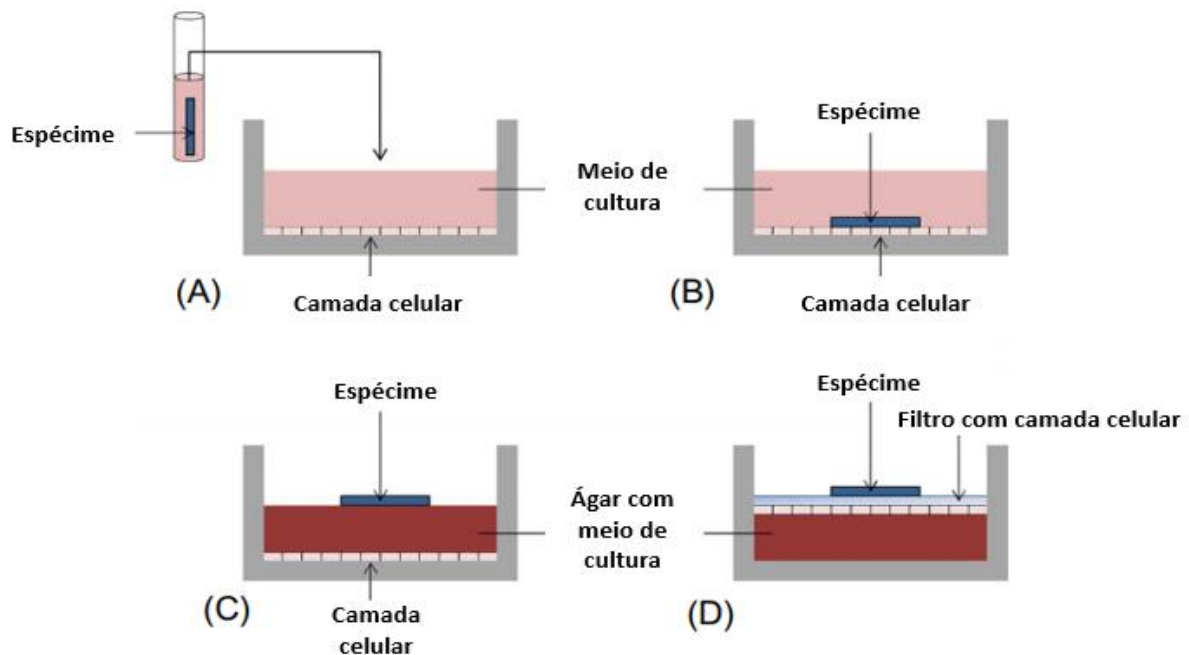 Espécime
Espécime
Meio de
cultura
(A)
Camada celular
(B)
Camada celular
Espécime
Espécime
Filtro com camada celular
Ágar com
meio de
cultura
(C)
Camada
celular
(D)